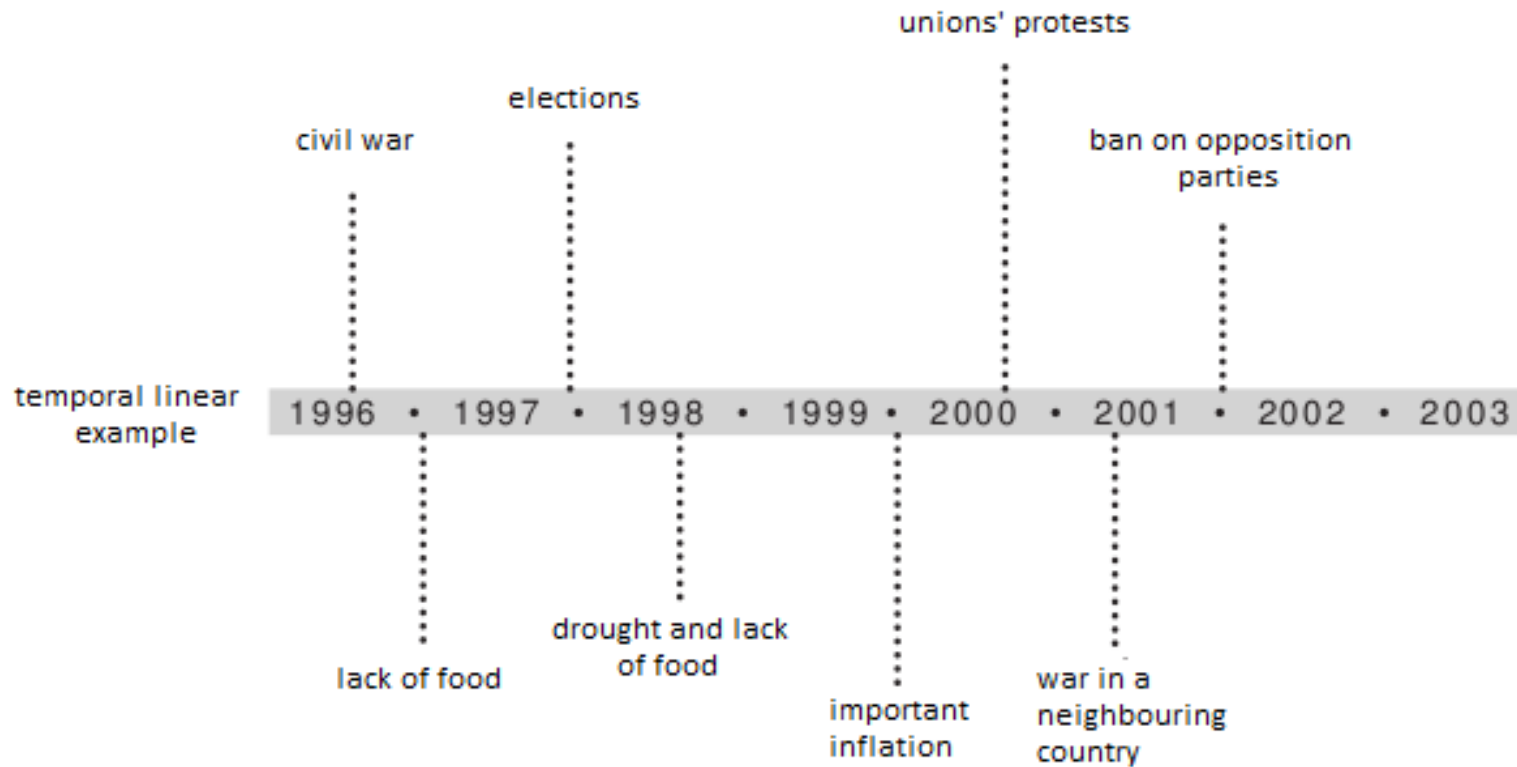 unions' protests
elections
civil war
ban on opposition
parties
temporal linear
example
1996 • 1997 • 1998 • 1999 • 2000 • 2001 • 2002 • 2003
drought and lack
of food
lack of food
important
inflation
war in a
neighbouring
country